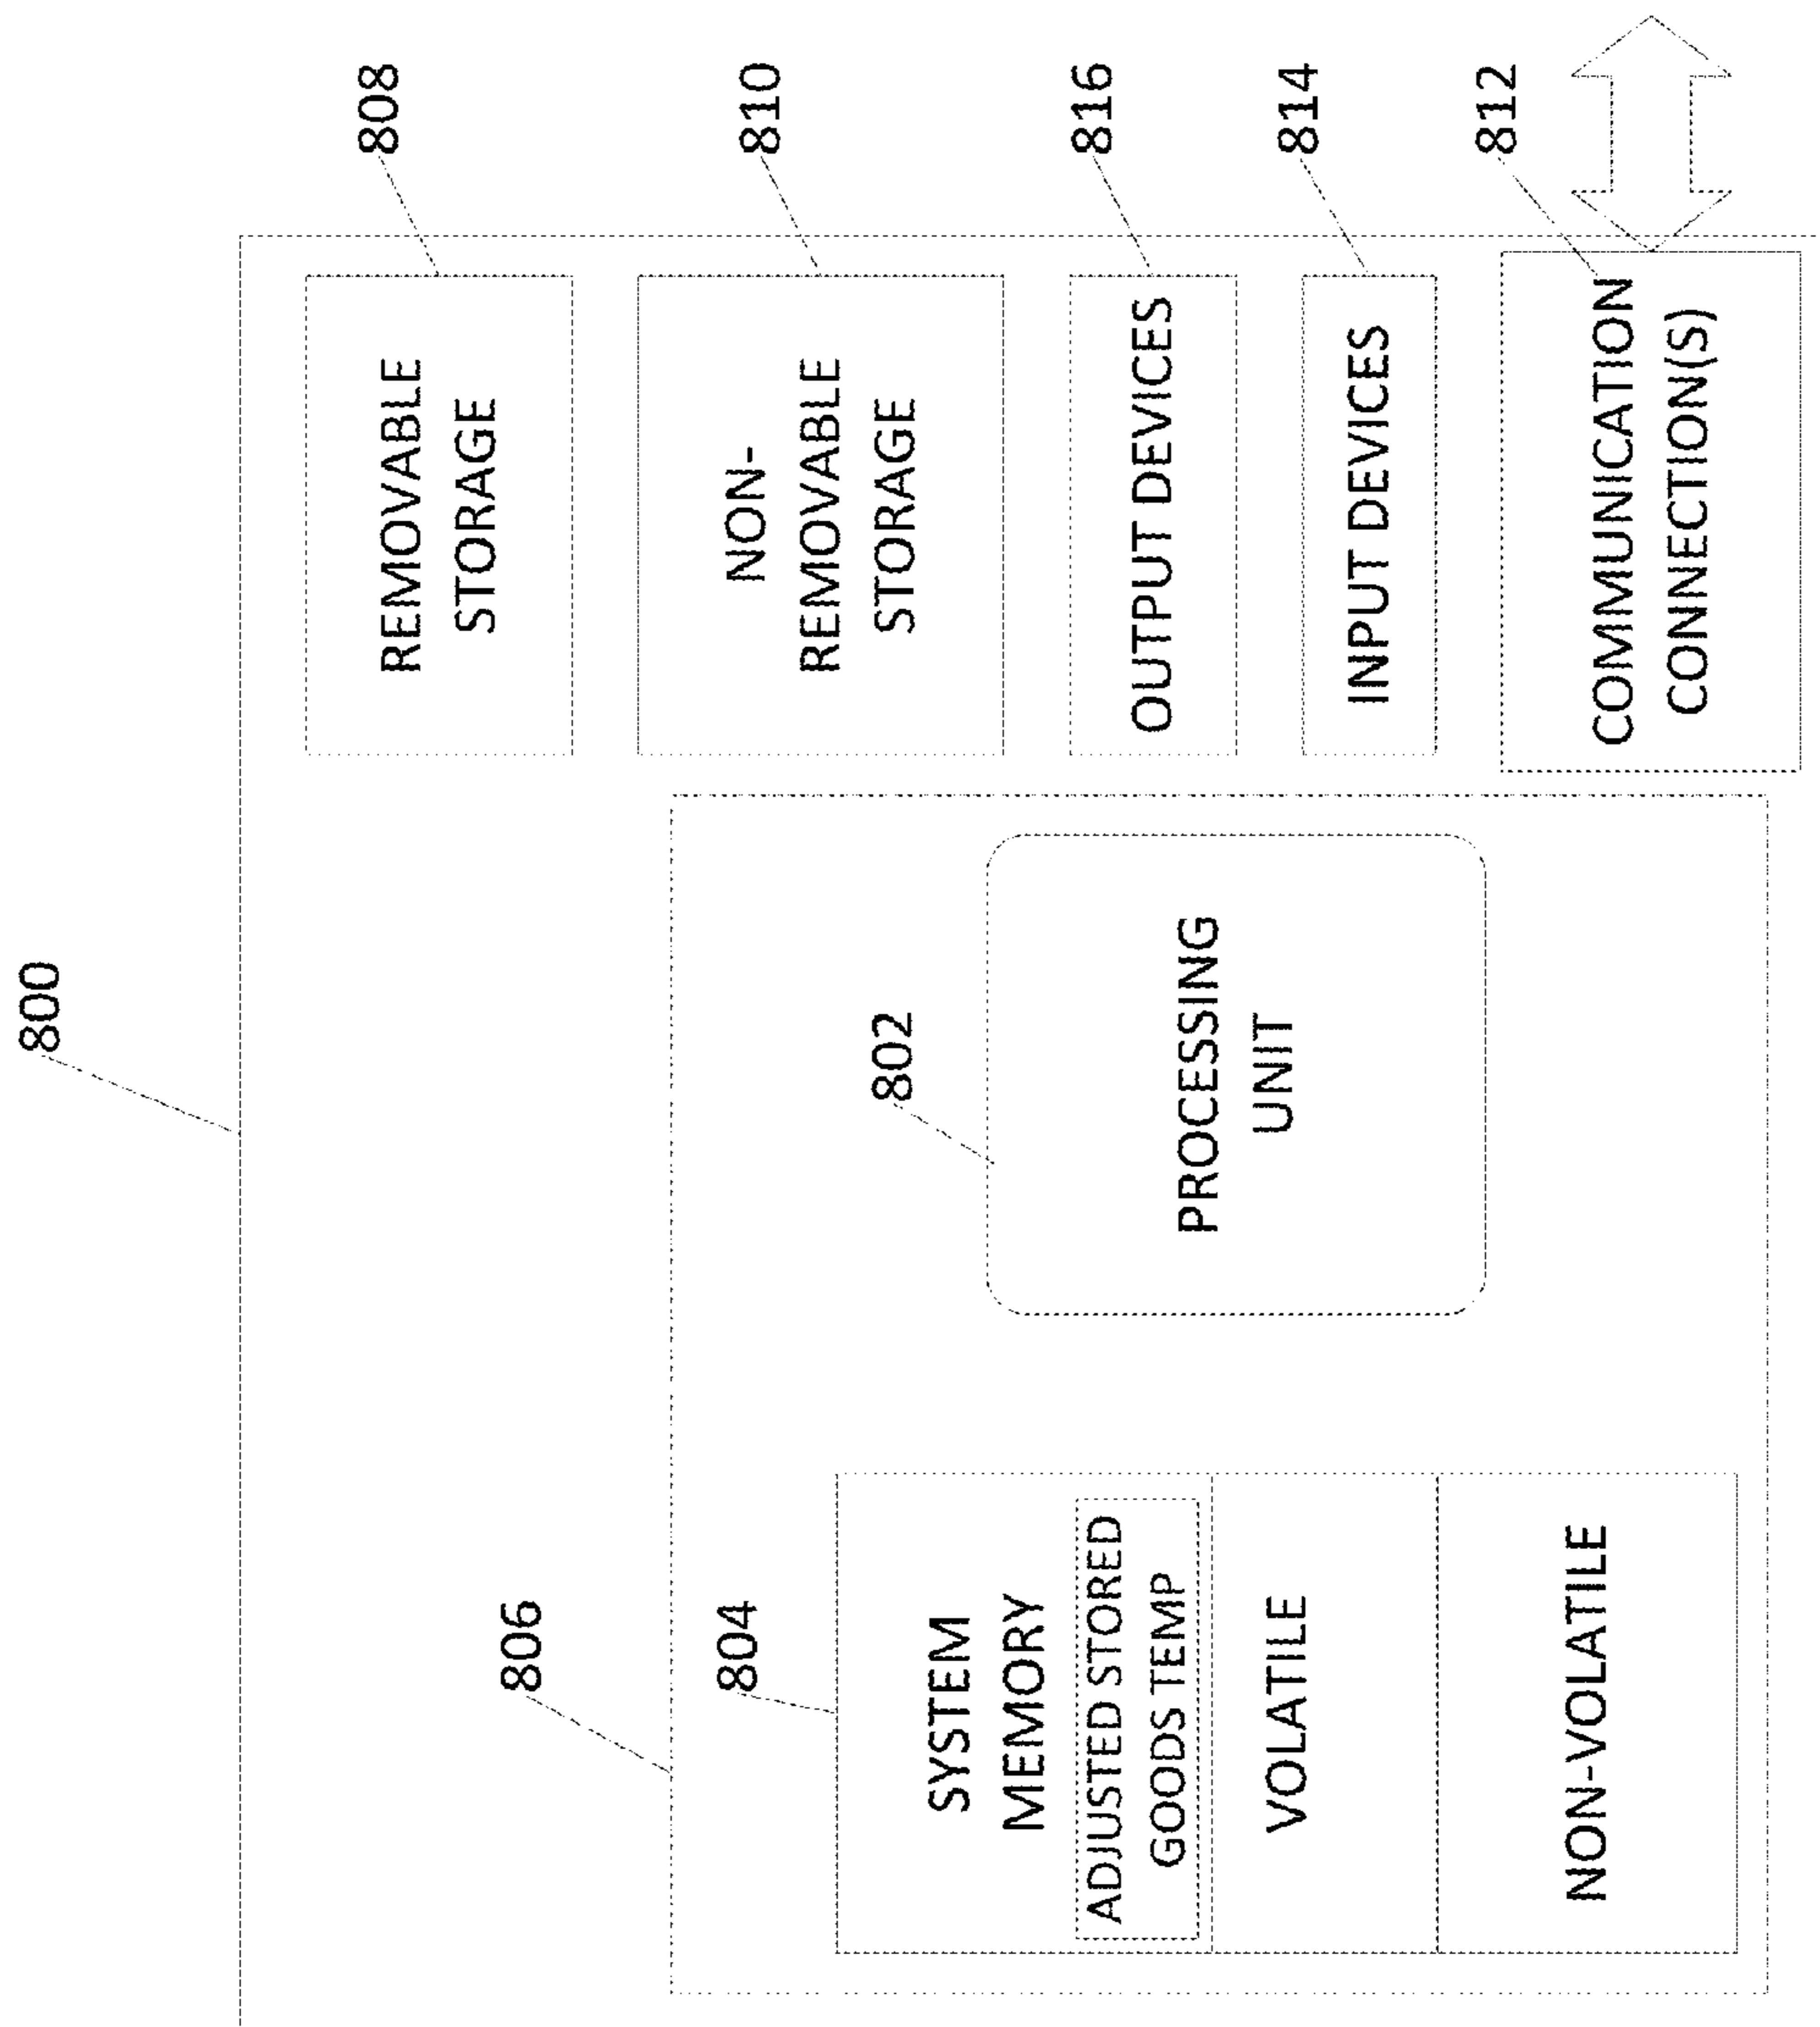 800
806
804
SYSTEM
MEMORY
ADJUSTED STORED
GOODS TEMP
VOLATILE
NON-VOLATILE
802
PROCESSING
UNIT
808
REMOVABLE
STORAGE
810
NON-
REMOVABLE
STORAGE
816
OUTPUT DEVICES
814
INPUT DEVICES
812
COMMUNICATION
CONNECTION(S)